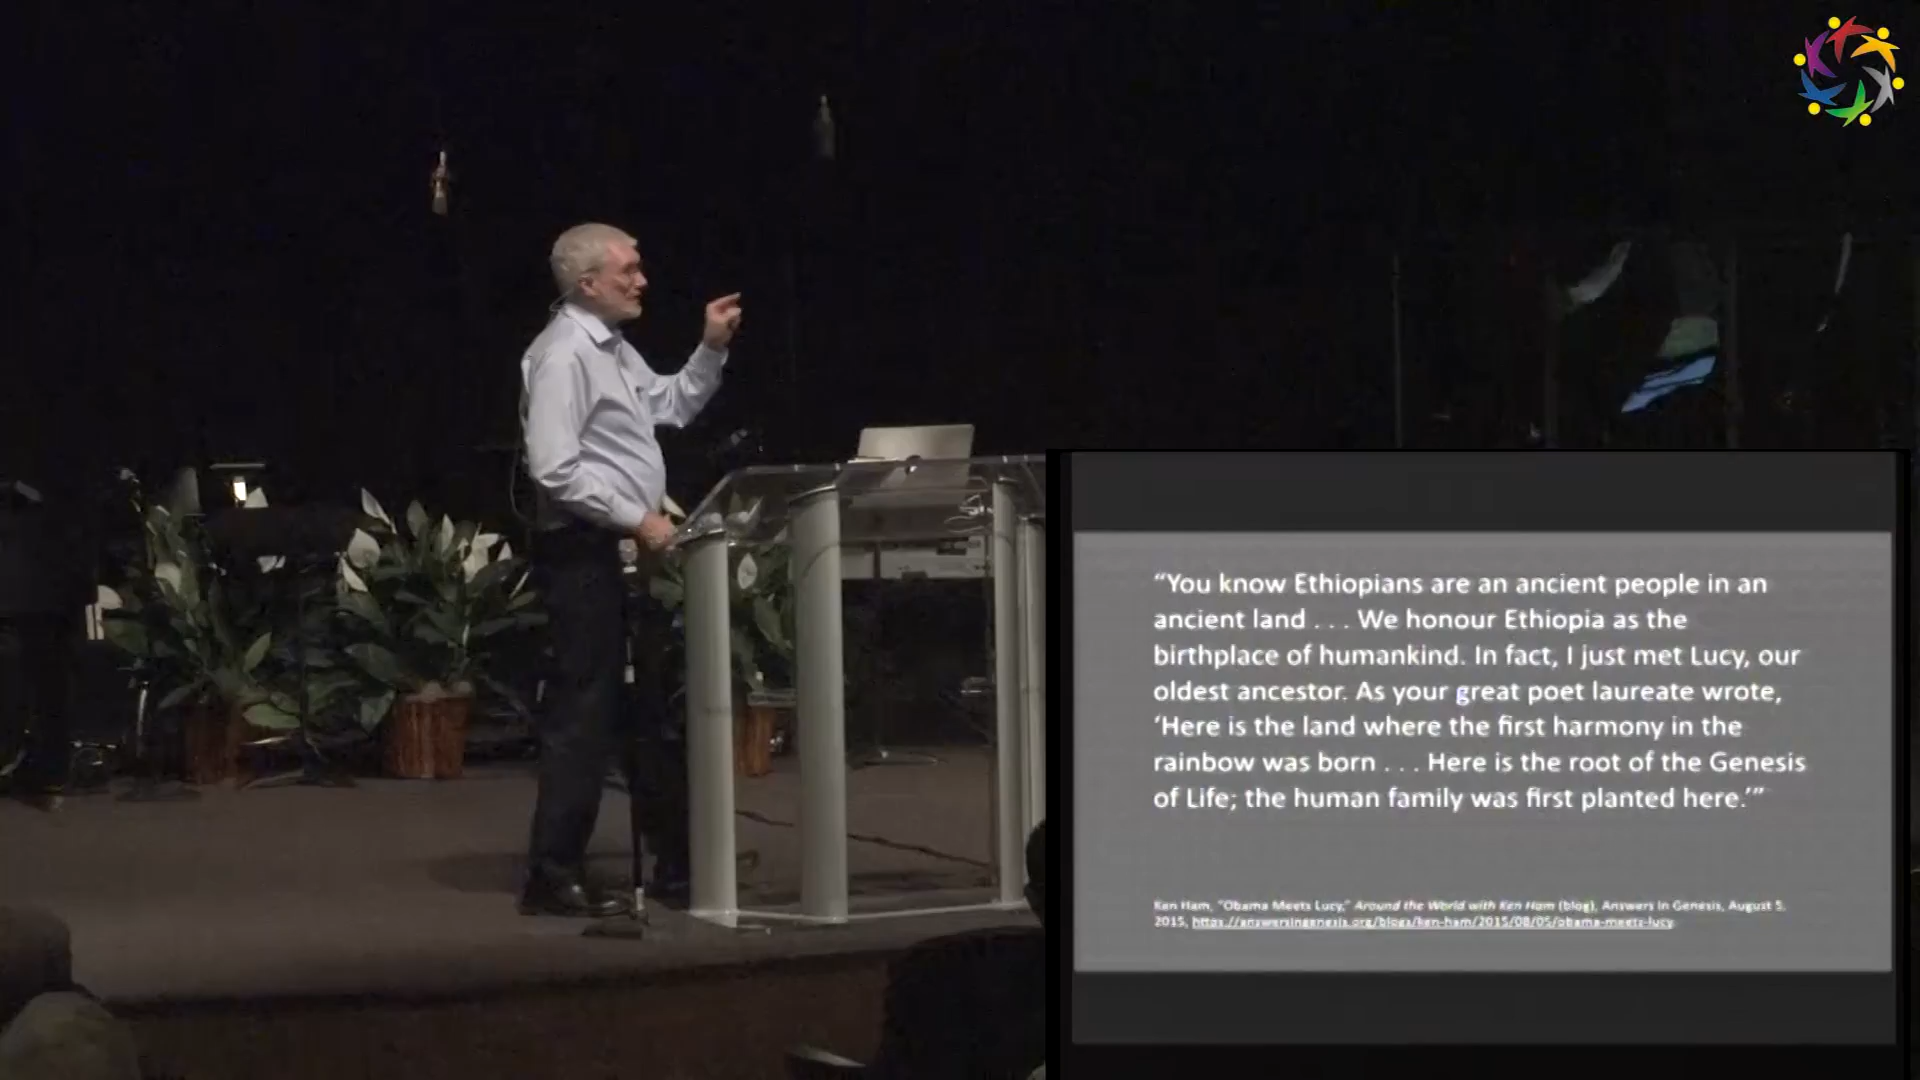 “You know Ethiopians are an ancient people in an
ancient land . . . We honour Ethiopia as the
birthplace of humankind. In fact, I just met Lucy, our
oldest ancestor. As your great poet laureate wrote,
‘Here is the land where the first harmony in the
rainbow was born . . . Here is the root of the Genesis
of Life; the human family was first planted here.’”
Ken Ham, “Obama Meets Lucy,” Around the World with Ken Ham (blog), Answers in Genesis, August 5,
2015, https://answersingenesis.org/blogs/ken-ham/2015/08/05/obama-meets-lucy.